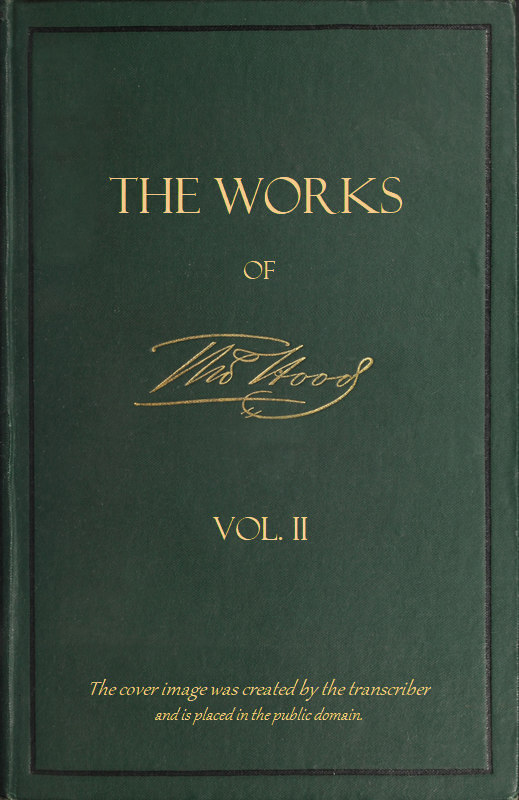 THE WORKS
OF
Thos Hood
VOL. II
The cover image was created by the transcriber
and is placed in the public domain.